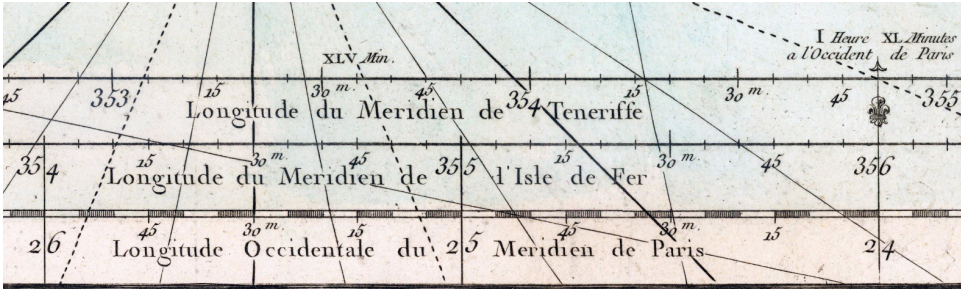 I Heure XL Minutes
a l'Occident de Paris
XLV Min.
45 353 15 30 m. 45 354 15 30 m. 45 355
Longitude du Meridien de Teneriffe
354 15 30 m 45 355 15 30 m 45 356
Longitude du Meridien de l'Isle de Fer
26 45 30 m 15 25 45 30 m 15 24
Longitude Occidentale du Meridien de Paris